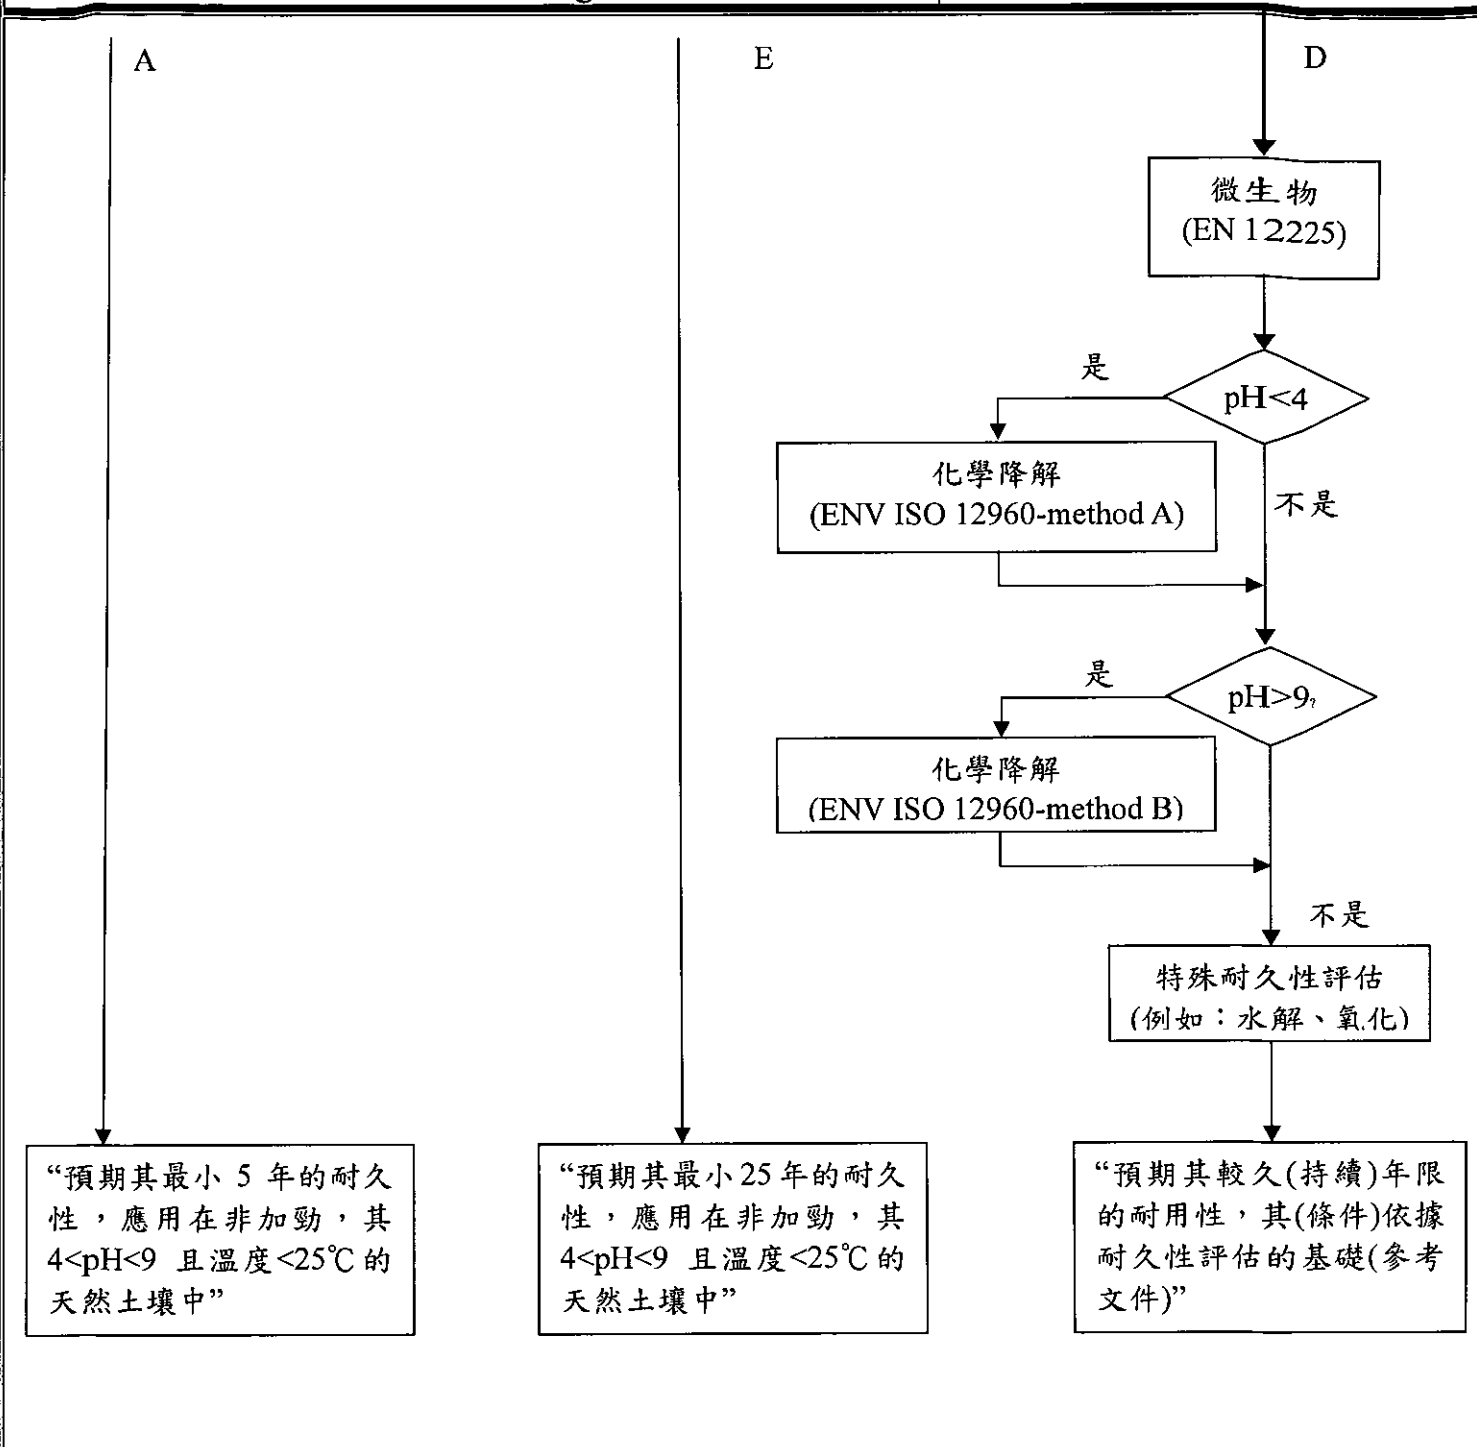 A
E
D
微生物
(EN 12225)
是
pH<4
化學降解
(ENV ISO 12960-method A)
不是
是
pH>9?
化學降解
(ENV ISO 12960-method B)
不是
特殊耐久性評估
(例如：水解、氧化)
“預期其最小 5 年的耐久
性，應用在非加勁，其
4<pH<9 且溫度<25℃的
天然土壤中”
“預期其最小25年的耐久
性，應用在非加勁，其
4<pH<9 且溫度<25℃的
天然土壤中”
“預期其較久(持續)年限
的耐用性，其(條件)依據
耐久性評估的基礎(參考
文件)”